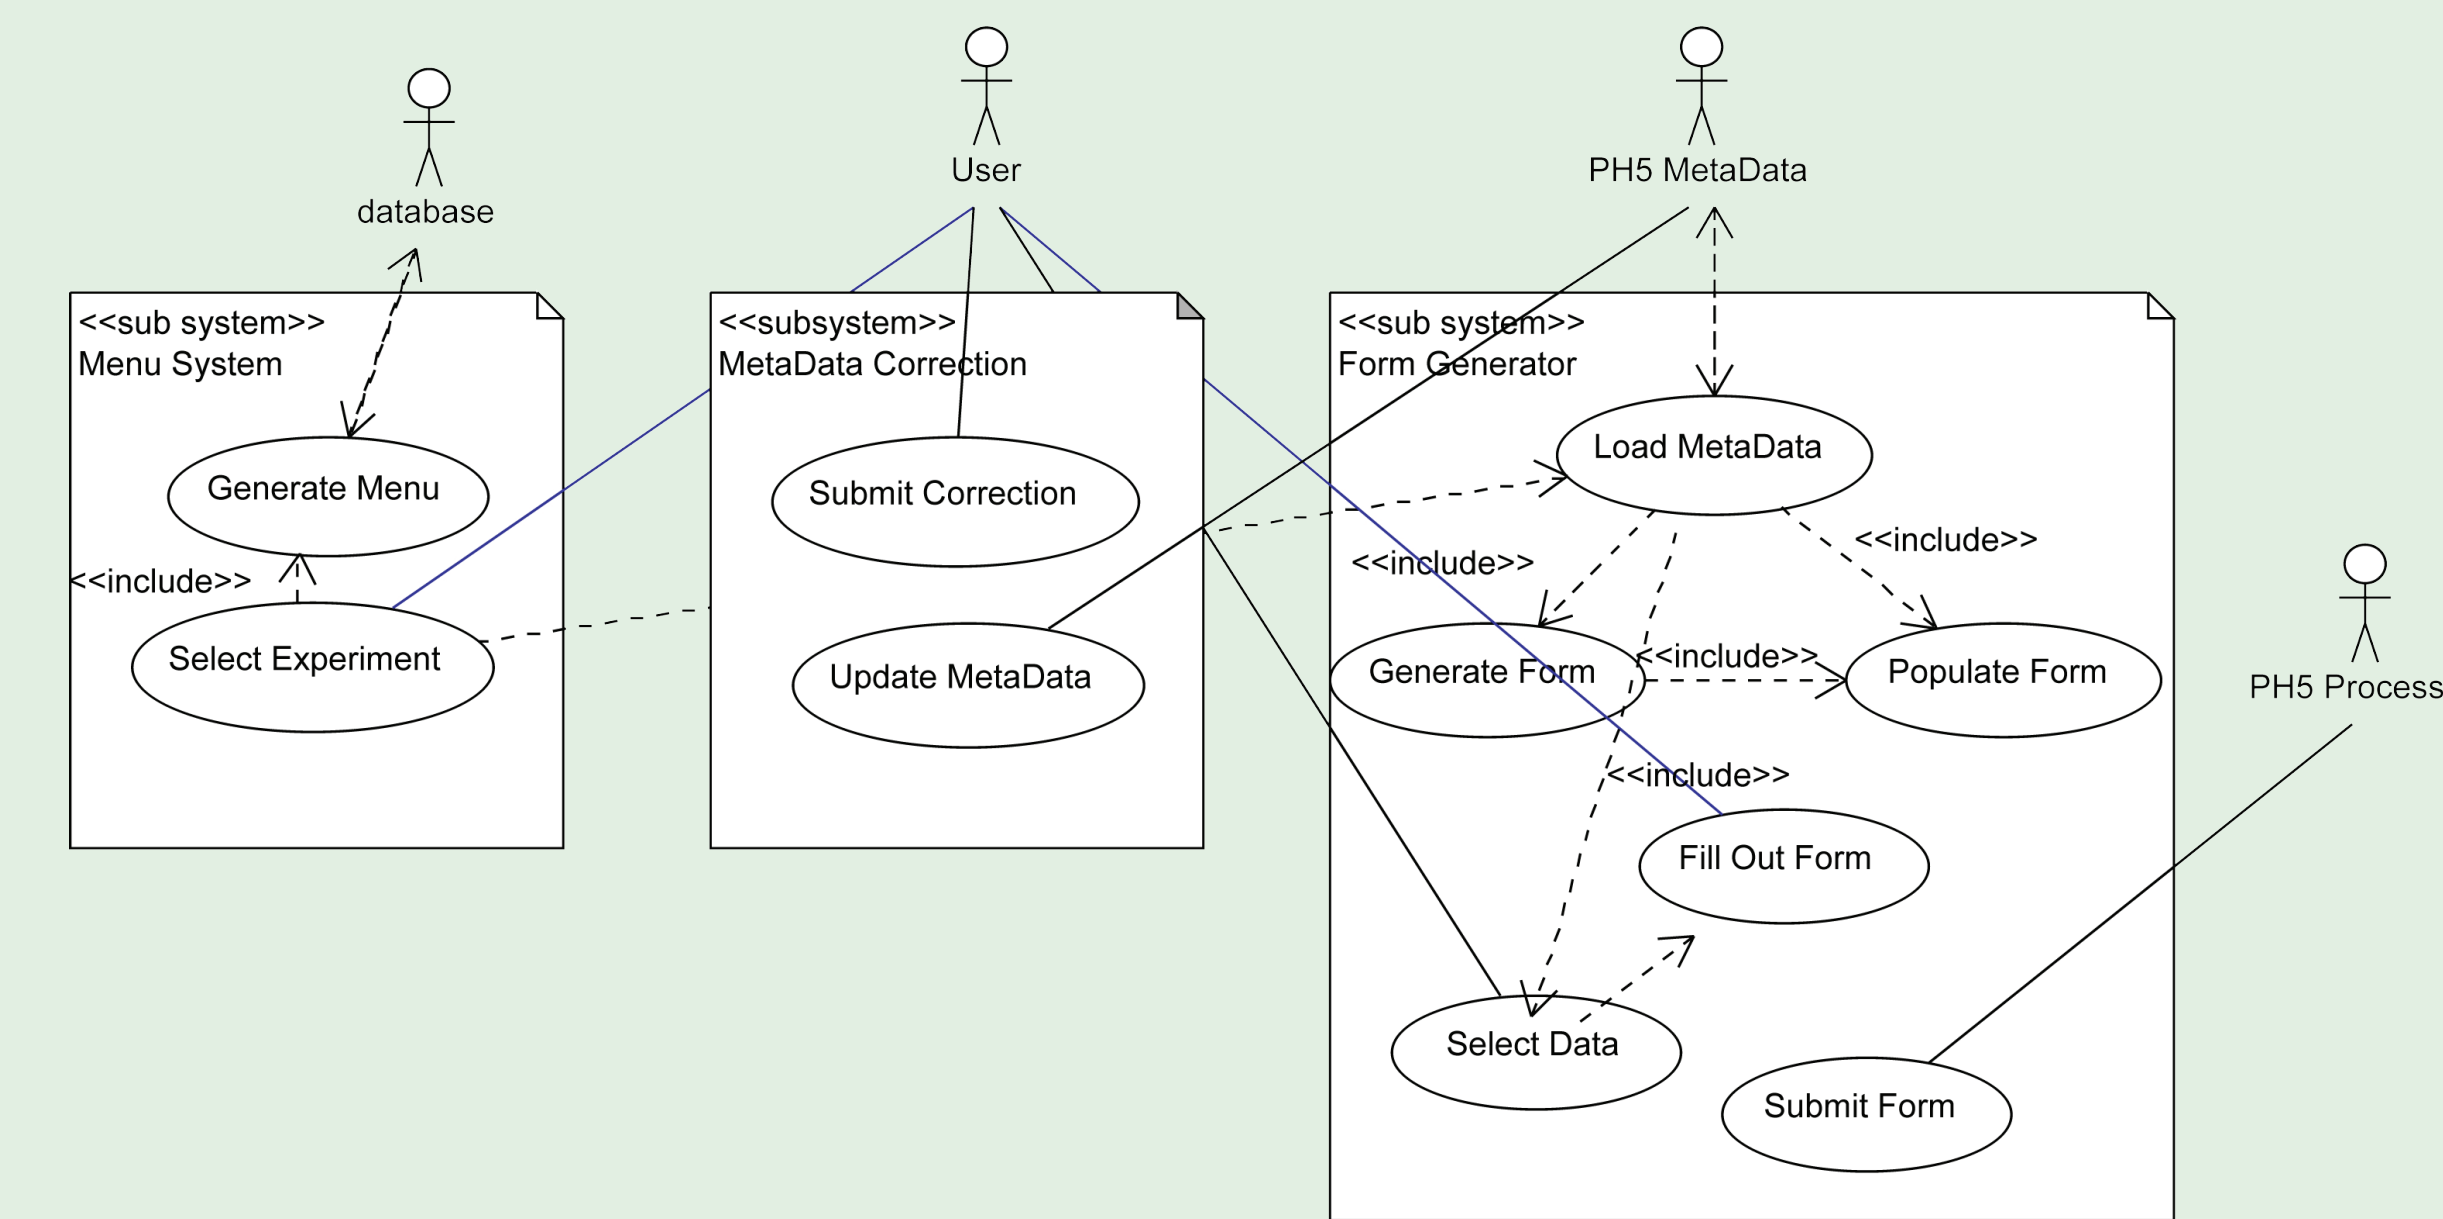 User
PH5 MetaData
database
<<sub system>>
Menu System
<<subsystem>>
MetaData Correction
<<sub system>>
Form Generator
Load MetaData
Generate Menu
Submit Correction
<<include>>
<<include>>
<<include>>
Select Experiment
Update MetaData
Generate Form
<<include>>
Populate Form
PH5 Process
<<include>>
Fill Out Form
Select Data
Submit Form